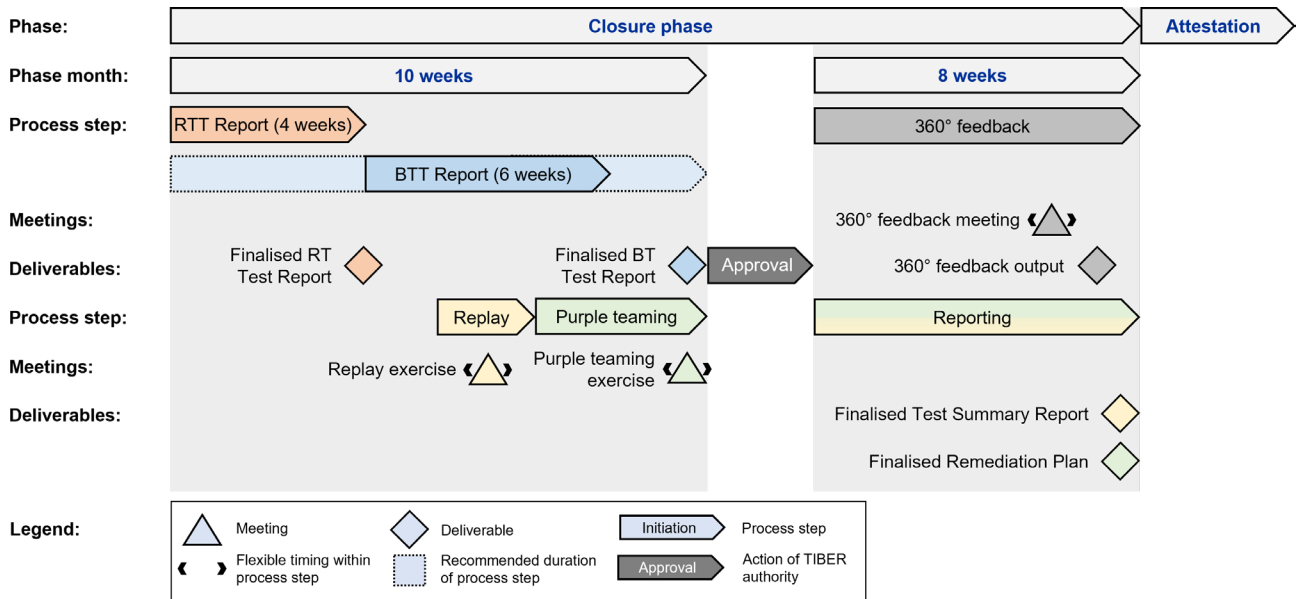 Phase:
Closure phase
Attestation
Phase month:
10 weeks
8 weeks
Process step:
RTT Report (4 weeks)
360° feedback
BTT Report (6 weeks)
Meetings:
360° feedback meeting
Deliverables:
Finalised RT
Test Report
Finalised BT
Test Report
Approval
360° feedback output
Process step:
Replay
Purple teaming
Reporting
Meetings:
Replay exercise
Purple teaming
exercise
Deliverables:
Finalised Test Summary Report
Finalised Remediation Plan
Legend:
Meeting
Deliverable
Initiation
Process step
Flexible timing within
process step
Recommended duration
of process step
Approval
Action of TIBER
authority